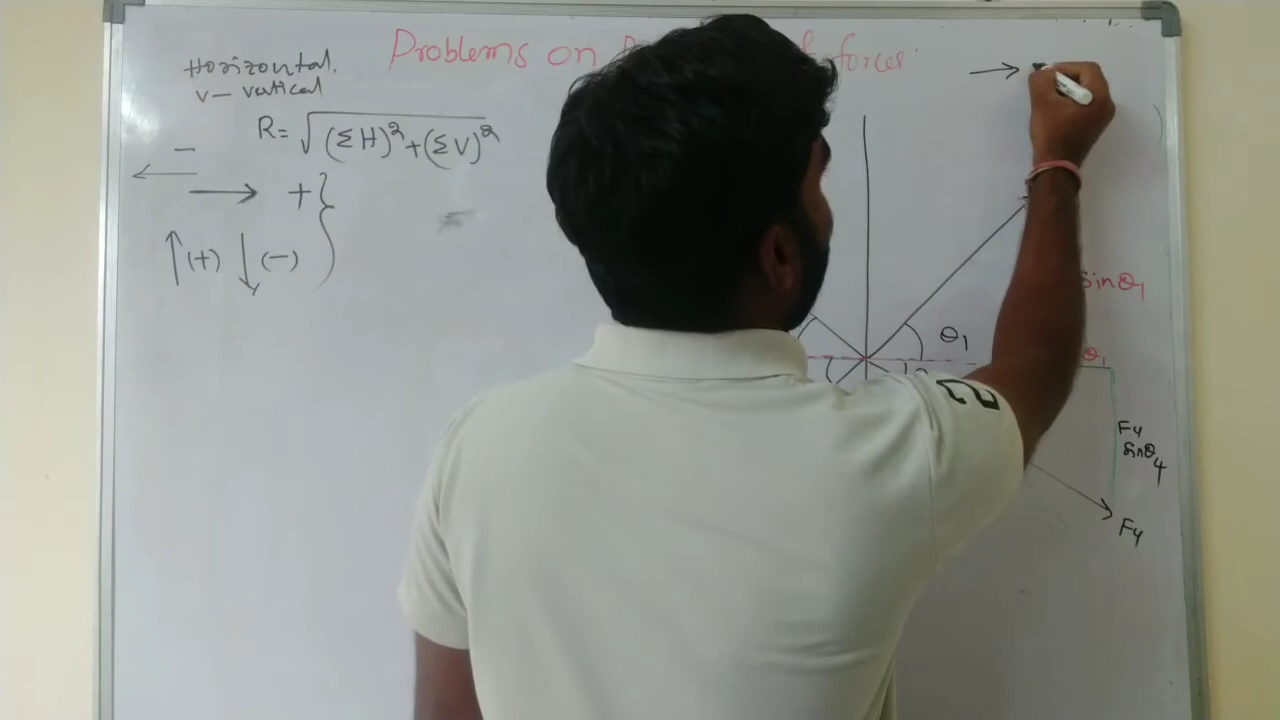 Problems on forces
Horizontal.
V – vertical
R = √(ΣH)²+(ΣV)²
–
+
(+) (–)
sinθ1
θ1
θ1
F4
sinθ4
F4